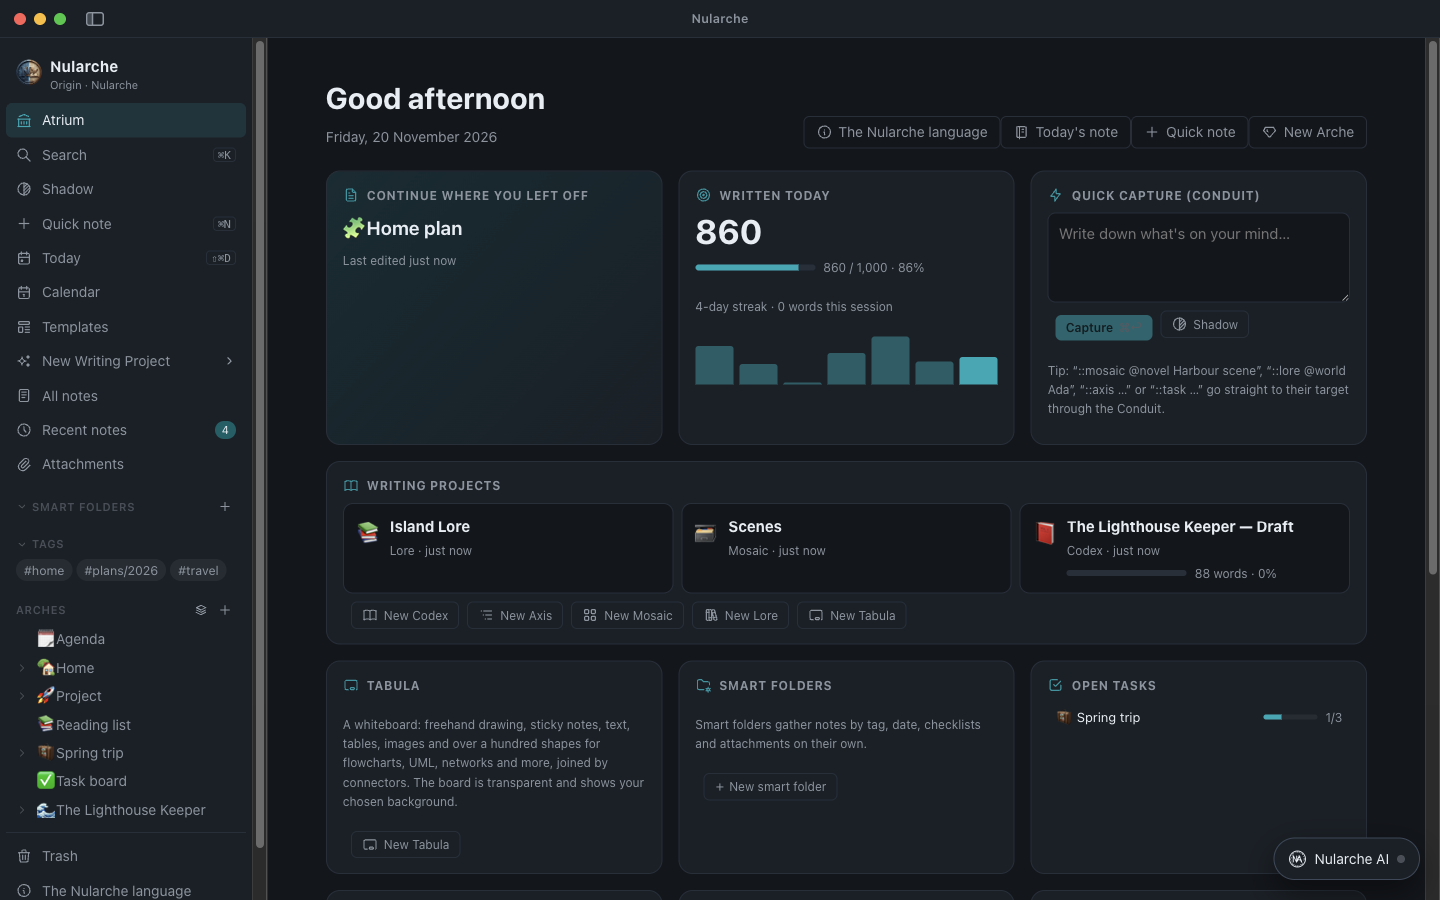 Nularche
Nularche
Origin · Nularche
Atrium
Search ⌘K
Shadow
Quick note ⌘N
Today ⇧⌘D
Calendar
Templates
New Writing Project
All notes
Recent notes 4
Attachments
SMART FOLDERS
TAGS
#home #plans/2026 #travel
ARCHES
Agenda
Home
Project
Reading list
Spring trip
Task board
The Lighthouse Keeper
Trash
The Nularche language
Good afternoon
Friday, 20 November 2026
The Nularche language
Today's note
Quick note
New Arche
CONTINUE WHERE YOU LEFT OFF
Home plan
Last edited just now
WRITTEN TODAY
860
860 / 1,000 · 86%
4-day streak · 0 words this session
QUICK CAPTURE (CONDUIT)
Write down what's on your mind...
Capture
Shadow
Tip: “::mosaic @novel Harbour scene”, “::lore @world
Ada”, “::axis ...” or “::task ...” go straight to their target
through the Conduit.
WRITING PROJECTS
Island Lore
Lore · just now
Scenes
Mosaic · just now
The Lighthouse Keeper — Draft
Codex · just now
88 words · 0%
New Codex
New Axis
New Mosaic
New Lore
New Tabula
TABULA
A whiteboard: freehand drawing, sticky notes, text,
tables, images and over a hundred shapes for
flowcharts, UML, networks and more, joined by
connectors. The board is transparent and shows your
chosen background.
New Tabula
SMART FOLDERS
Smart folders gather notes by tag, date, checklists
and attachments on their own.
+ New smart folder
OPEN TASKS
Spring trip 1/3
Nularche AI